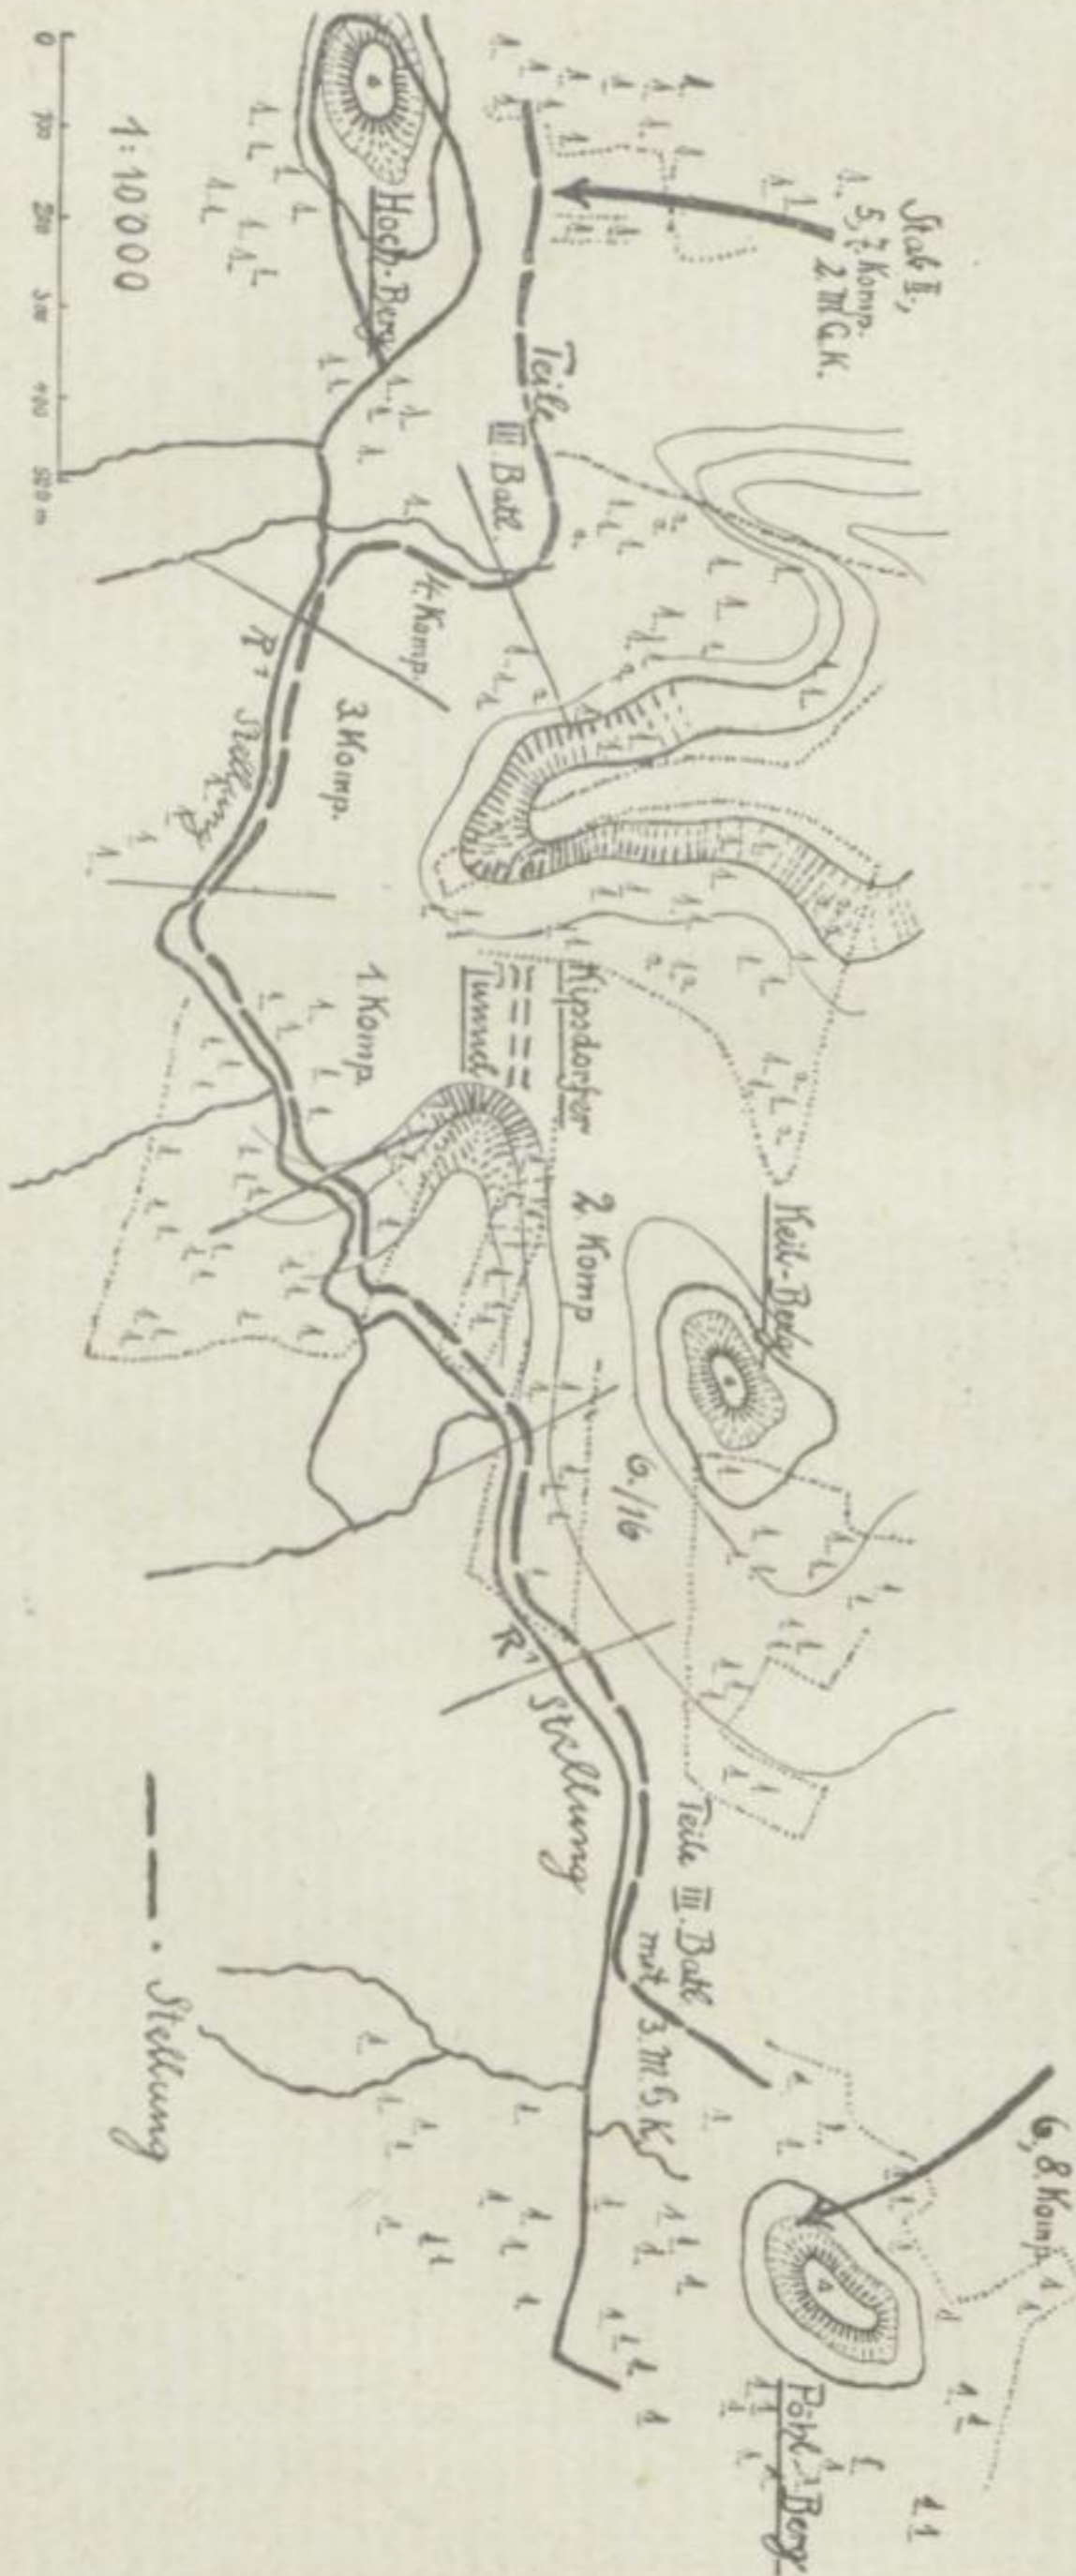 Stab II.,
5., 7. Komp.
2 M.G.K.
Hoch-Berg
Teile
III. Batl.
4. Komp.
3. Komp.
R1 Stellung
1. Komp.
Kipsdorfer
Tunnel
2. Komp
Keil-Berg
6./16
R1 Stellung
Teile III. Batl
mit 3. M.G.K.
6., 8. Komp.
Pöhl-Berg
1:10000
0 100 200 300 400 500 m
Stellung